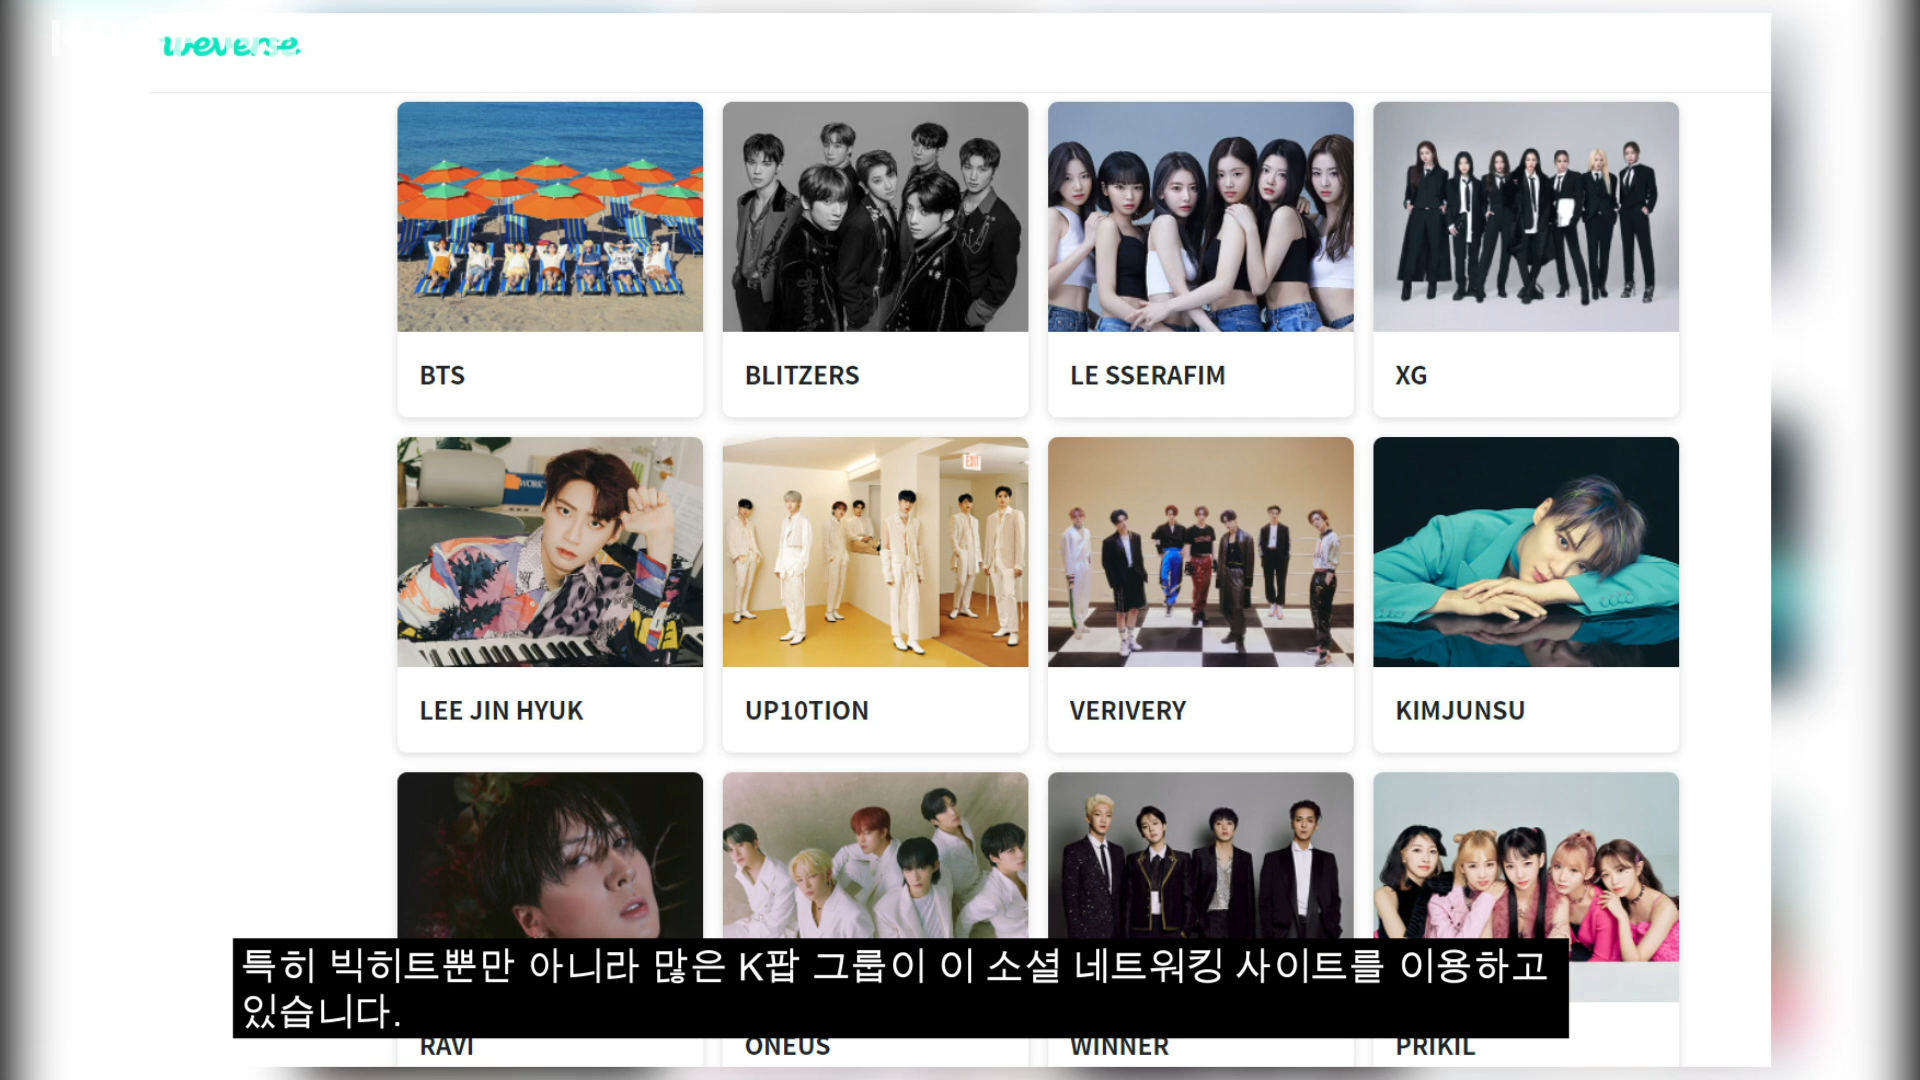 weverse
BTS
BLITZERS
LE SSERAFIM
XG
WORK
EXIT
LEE JIN HYUK
UP10TION
VERIVERY
KIMJUNSU
특히 빅히트뿐만 아니라 많은 K팝 그룹이 이 소셜 네트워킹 사이트를 이용하고
있습니다.
RAVI
ONEUS
WINNER
PRIKIL